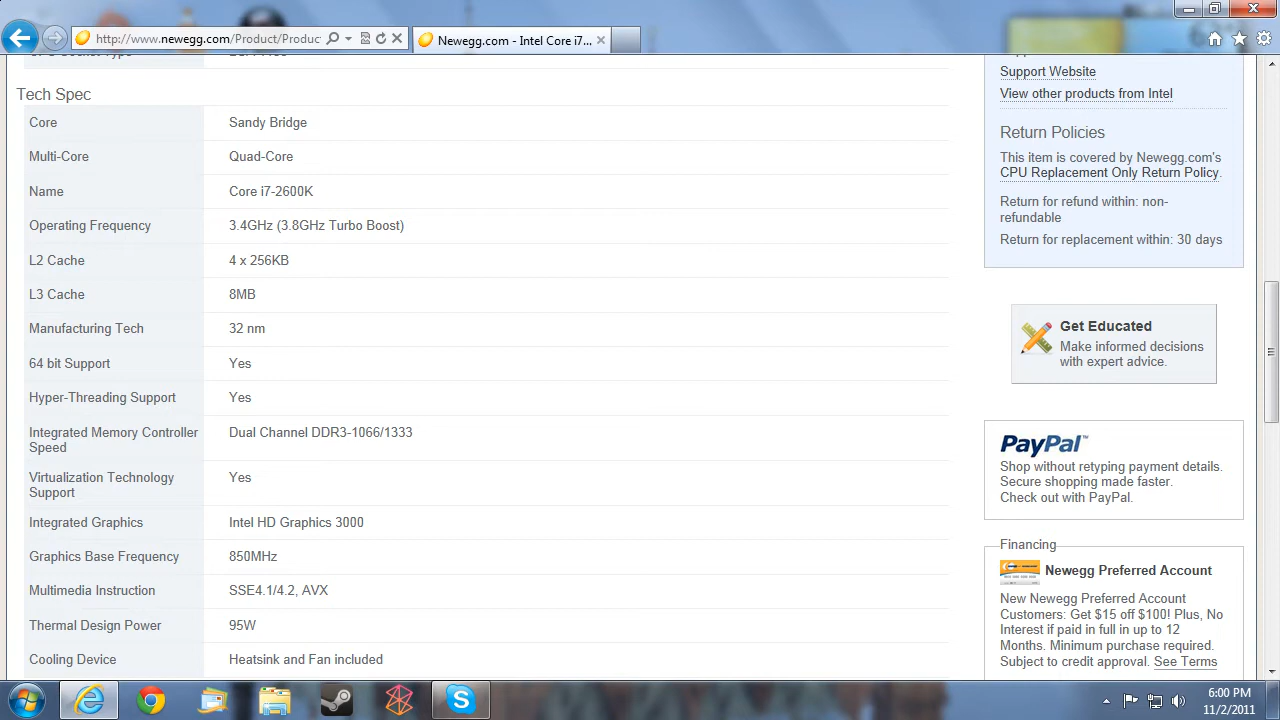 http://www.newegg.com/Product/Produc
Newegg.com - Intel Core i7...
Tech Spec
Core Sandy Bridge
Multi-Core Quad-Core
Name Core i7-2600K
Operating Frequency 3.4GHz (3.8GHz Turbo Boost)
L2 Cache 4 x 256KB
L3 Cache 8MB
Manufacturing Tech 32 nm
64 bit Support Yes
Hyper-Threading Support Yes
Integrated Memory Controller Speed Dual Channel DDR3-1066/1333
Virtualization Technology Support Yes
Integrated Graphics Intel HD Graphics 3000
Graphics Base Frequency 850MHz
Multimedia Instruction SSE4.1/4.2, AVX
Thermal Design Power 95W
Cooling Device Heatsink and Fan included
Support Website
View other products from Intel
Return Policies
This item is covered by Newegg.com's
CPU Replacement Only Return Policy.
Return for refund within: non-
refundable
Return for replacement within: 30 days
Get Educated
Make informed decisions
with expert advice.
PayPal™
Shop without retyping payment details.
Secure shopping made faster.
Check out with PayPal.
Financing
Newegg Preferred Account
New Newegg Preferred Account
Customers: Get $15 off $100! Plus, No
Interest if paid in full in up to 12
Months. Minimum purchase required.
Subject to credit approval. See Terms
6:00 PM
11/2/2011